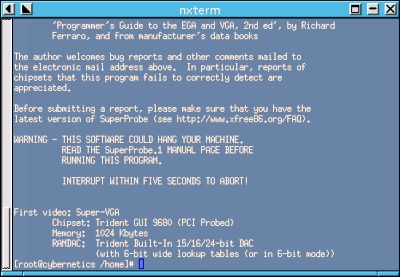 nxterm
'Programmer's Guide to the EGA and VGA, 2nd ed', by Richard
Ferraro, and from manufacturer's data books
The author welcomes bug reports and other comments mailed to
the electronic mail address above.  In particular, reports of
chipsets that this program fails to correctly detect are
appreciated.
Before submitting a report, please make sure that you have the
latest version of SuperProbe (see http://www.xfree86.org/FAQ).
WARNING - THIS SOFTWARE COULD HANG YOUR MACHINE.
READ THE SuperProbe.1 MANUAL PAGE BEFORE
RUNNING THIS PROGRAM.
INTERRUPT WITHIN FIVE SECONDS TO ABORT!
First video: Super-VGA
Chipset: Trident GUI 9680 (PCI Probed)
Memory:  1024 Kbytes
RAMDAC:  Trident Built-In 15/16/24-bit DAC
(with 6-bit wide lookup tables (or in 6-bit mode))
[root@cybernetics /home]#